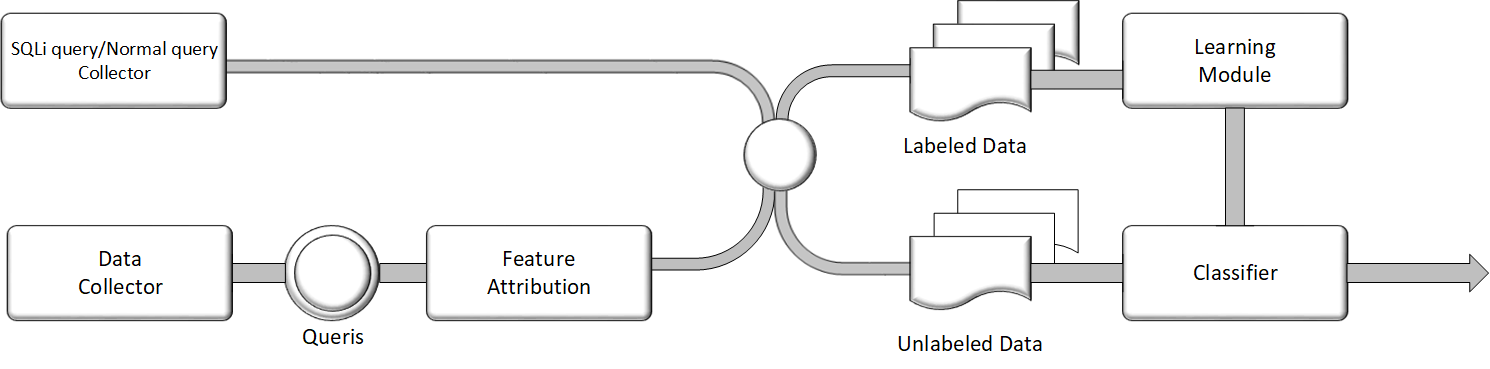 SQLi query/Normal query
Collector
Learning
Module
Labeled Data
Data
Collector
Queris
Feature
Attribution
Classifier
Unlabeled Data